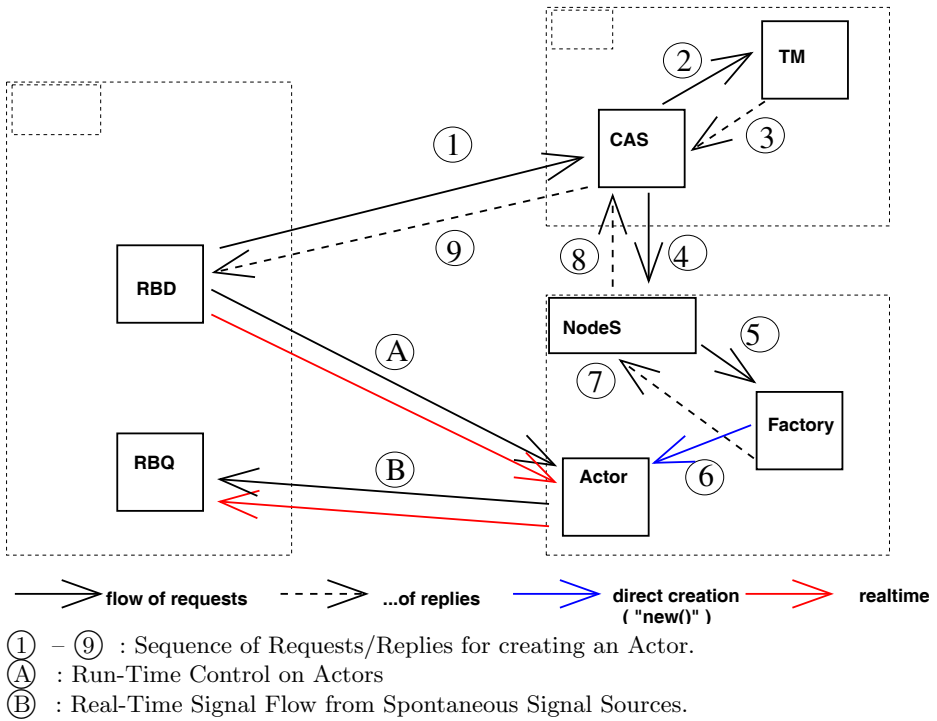 2
TM
3
CAS
1
9
8
4
RBD
NodeS
5
A
7
Factory
RBQ
B
6
Actor
flow of requests
...of replies
direct creation
( "new()" )
realtime
1 – 9 : Sequence of Requests/Replies for creating an Actor.
A : Run-Time Control on Actors
B : Real-Time Signal Flow from Spontaneous Signal Sources.